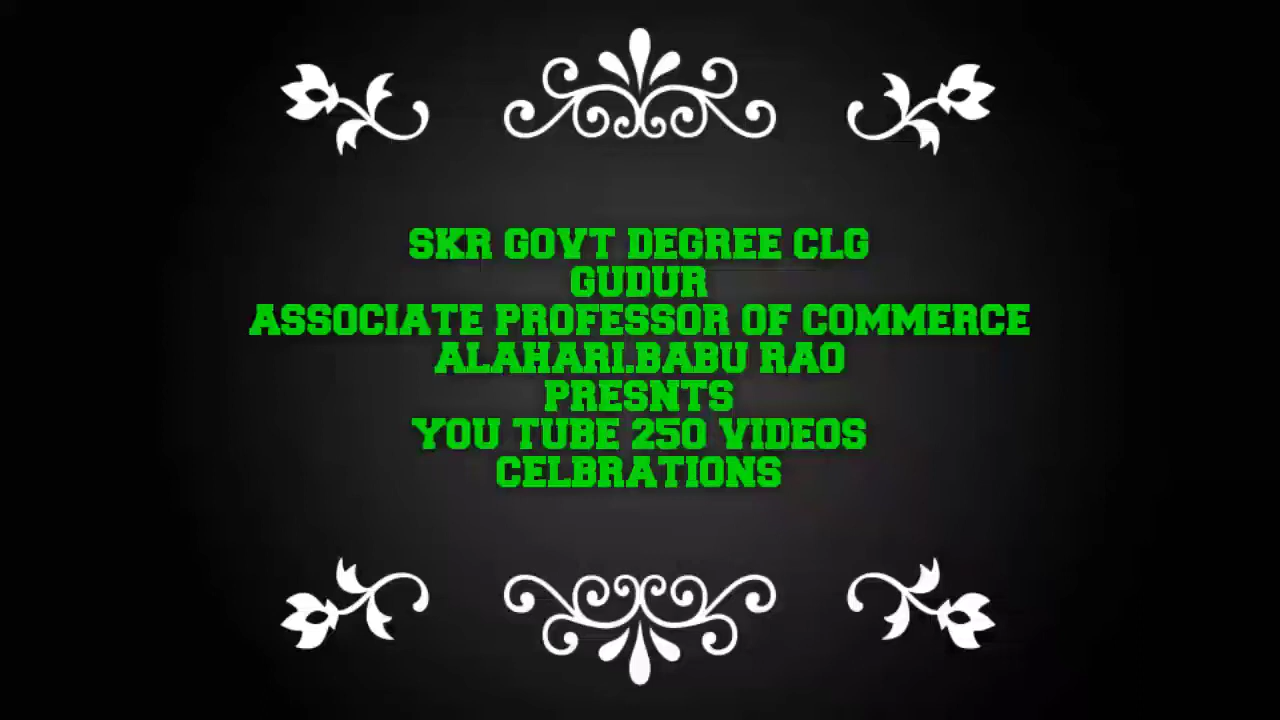 SKR GOVT DEGREE CLG
GUDUR
ASSOCIATE PROFESSOR OF COMMERCE
ALAHARI.BABU RAO
PRESNTS
YOU TUBE 250 VIDEOS
CELBRATIONS